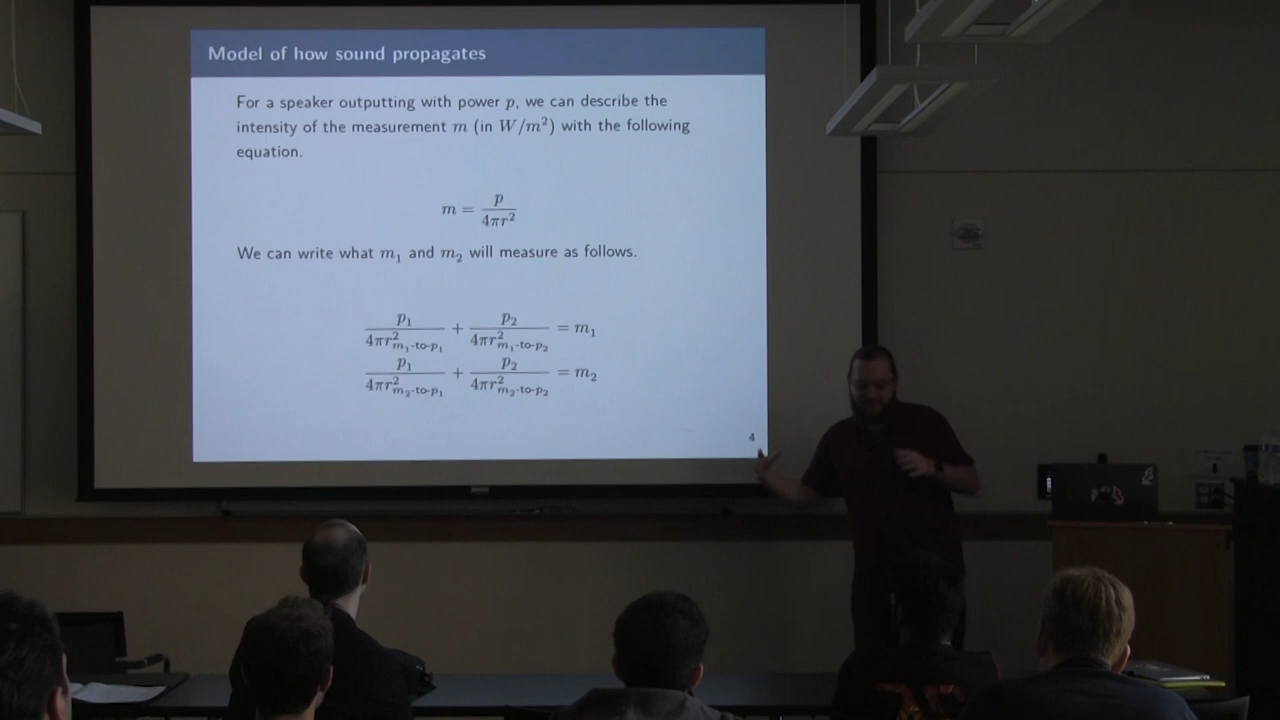 Model of how sound propagates
For a speaker outputting with power p, we can describe the
intensity of the measurement m (in W/m²) with the following
equation.
m = p / 4πr²
We can write what m₁ and m₂ will measure as follows.
p₁ / 4πr²_{m₁-to-p₁} + p₂ / 4πr²_{m₁-to-p₂} = m₁
p₁ / 4πr²_{m₂-to-p₁} + p₂ / 4πr²_{m₂-to-p₂} = m₂
4